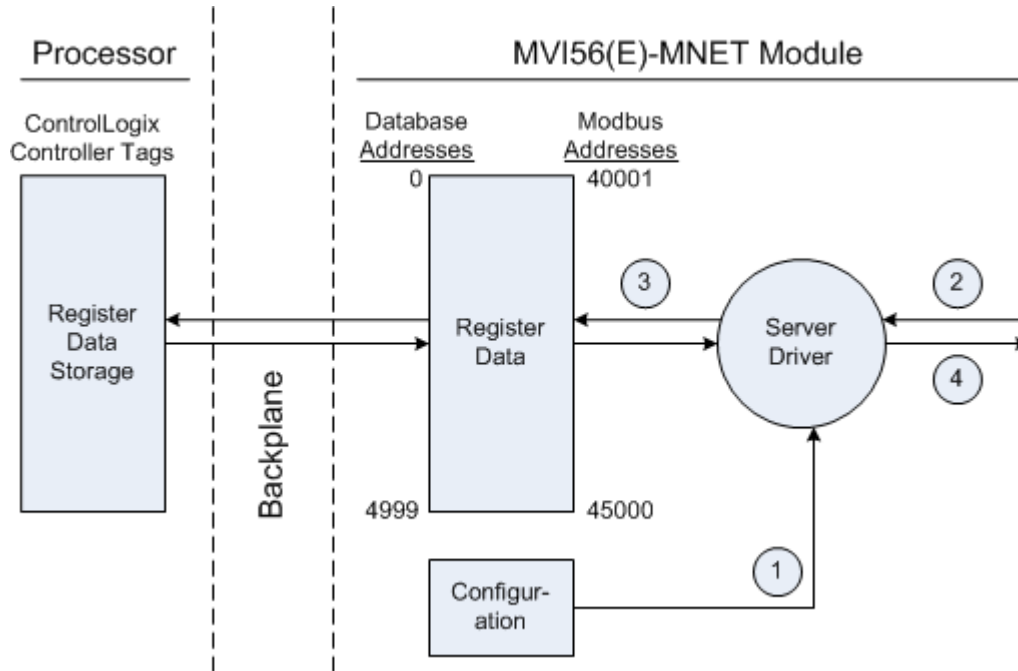 Processor
MVI56(E)-MNET Module
ControlLogix
Controller Tags
Database
Addresses
Modbus
Addresses
0
40001
Register
Data
Storage
Backplane
Register
Data
3
Server
Driver
2
4
4999
45000
Configur-
ation
1